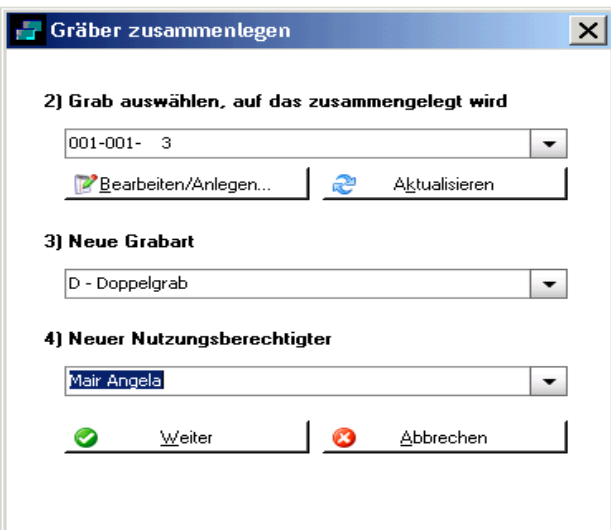 Gräber zusammenlegen
2) Grab auswählen, auf das zusammengelegt wird
001-001-   3
Bearbeiten/Anlegen... Aktualisieren
3) Neue Grabart
D - Doppelgrab
4) Neuer Nutzungsberechtigter
Mair Angela
Weiter Abbrechen